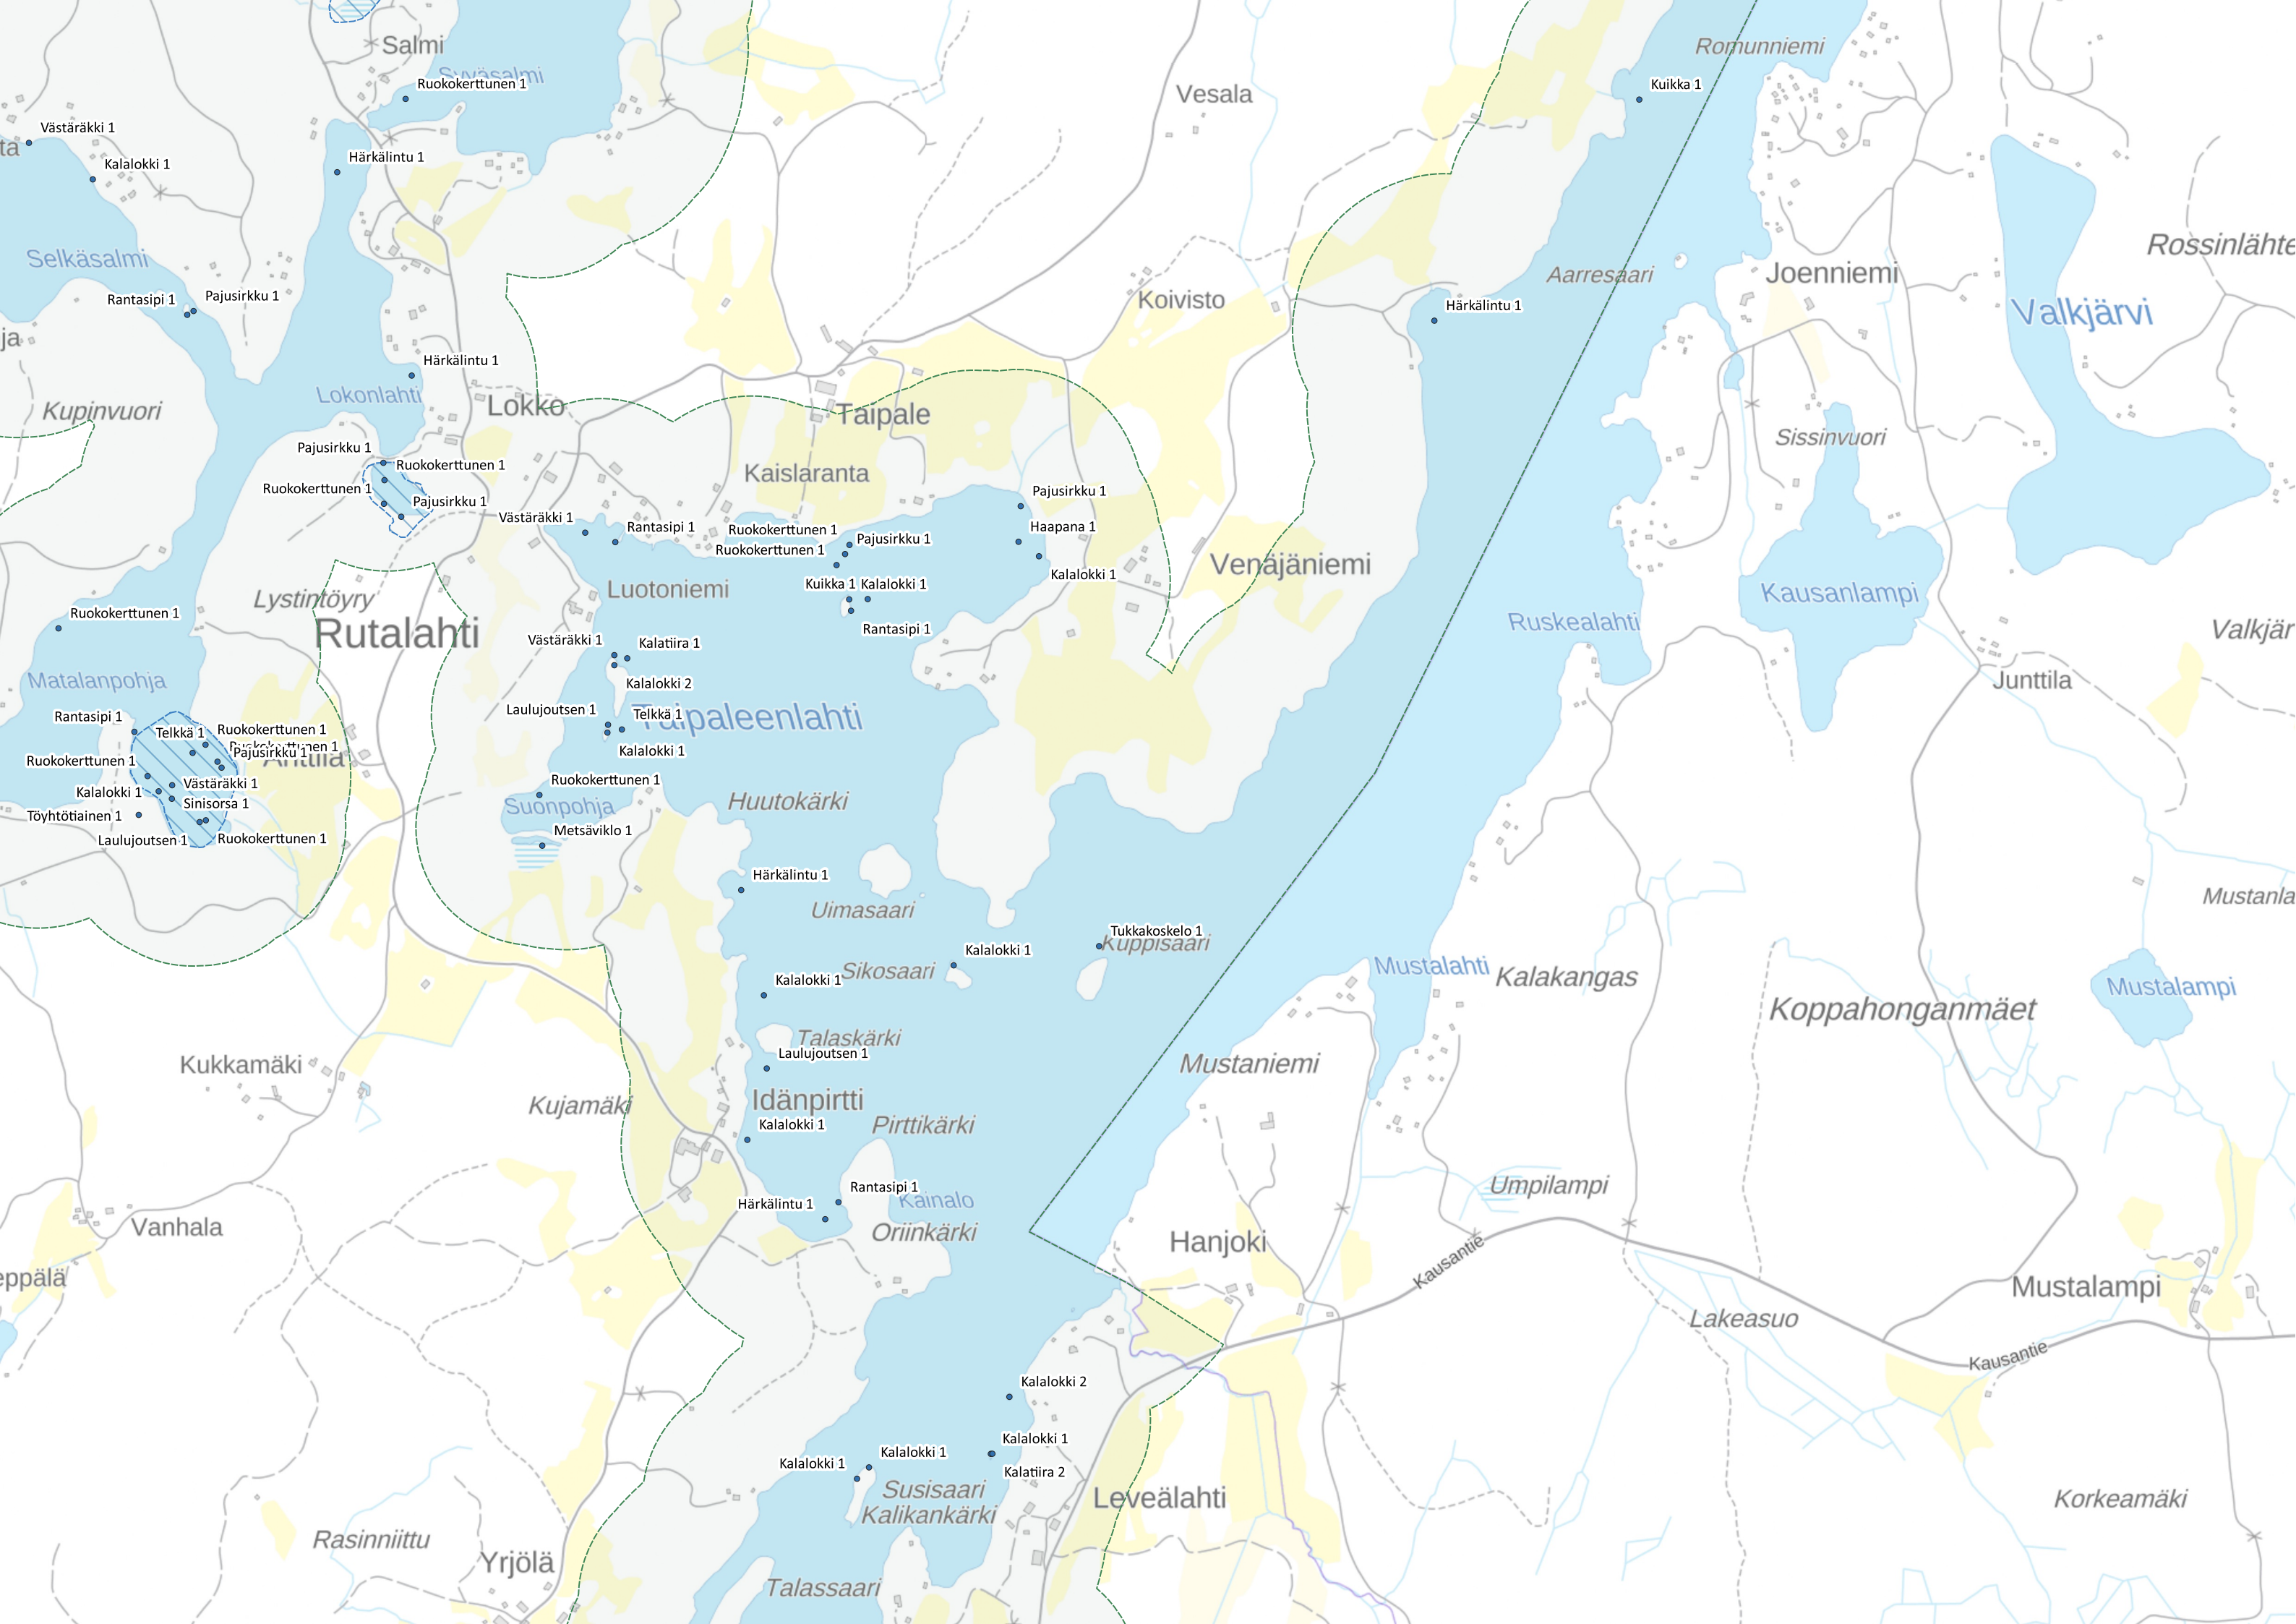 Salmi
Romunniemi
Syväsalmi
Ruokokerttunen 1
Kuikka 1
Vesala
Västäräkki 1
ta
Härkälintu 1
Kalalokki 1
Rossinlähte
Selkäsalmi
Joenniemi
Aarresaari
Pajusirkku 1
Rantasipi 1
Koivisto
Härkälintu 1
Valkjärvi
ja
Härkälintu 1
Lokonlahti
Lokko
Kupinvuori
Taipale
Sissinvuori
Pajusirkku 1
Ruokokerttunen 1
Kaislaranta
Ruokokerttunen 1
Pajusirkku 1
Pajusirkku 1
Västäräkki 1
Rantasipi 1
Ruokokerttunen 1
Haapana 1
Pajusirkku 1
Ruokokerttunen 1
Venäjäniemi
Kalalokki 1
Kuikka 1
Kalalokki 1
Luotoniemi
Kausanlampi
Lystintöyry
Ruokokerttunen 1
Rutalahti
Rantasipi 1
Ruskealahti
Valkjär
Västäräkki 1
Kalatiira 1
Matalanpohja
Kalalokki 2
Junttila
Laulujoutsen 1
Telkkä 1
Taipaleenlahti
Rantasipi 1
Telkkä 1
Ruokokerttunen 1
Ruokokerttunen 1
Pajusirkku 1
Anttila
Kalalokki 1
Ruokokerttunen 1
Västäräkki 1
Kalalokki 1
Sinisorsa 1
Töyhtötiainen 1
Laulujoutsen 1
Ruokokerttunen 1
Ruokokerttunen 1
Suonpohja
Huutokärki
Metsäviklo 1
Härkälintu 1
Uimasaari
Mustanla
Tukkakoskelo 1
Kuppisaari
Kalalokki 1
Sikosaari
Kalalokki 1
Mustalahti
Kalakangas
Mustalampi
Koppahonganmäet
Talaskärki
Laulujoutsen 1
Kukkamäki
Mustaniemi
Idänpirtti
Kujamäki
Kalalokki 1
Pirttikärki
Rantasipi 1
Härkälintu 1
Kainalo
Umpilampi
Oriinkärki
Vanhala
Hanjoki
Kausantie
eppälä
Mustalampi
Lakeasuo
Kausantie
Kalalokki 2
Kalalokki 1
Kalalokki 1
Kalalokki 1
Kalatiira 2
Susisaari
Leveälahti
Korkeamäki
Kalikankärki
Rasinniittu
Yrjölä
Talassaari